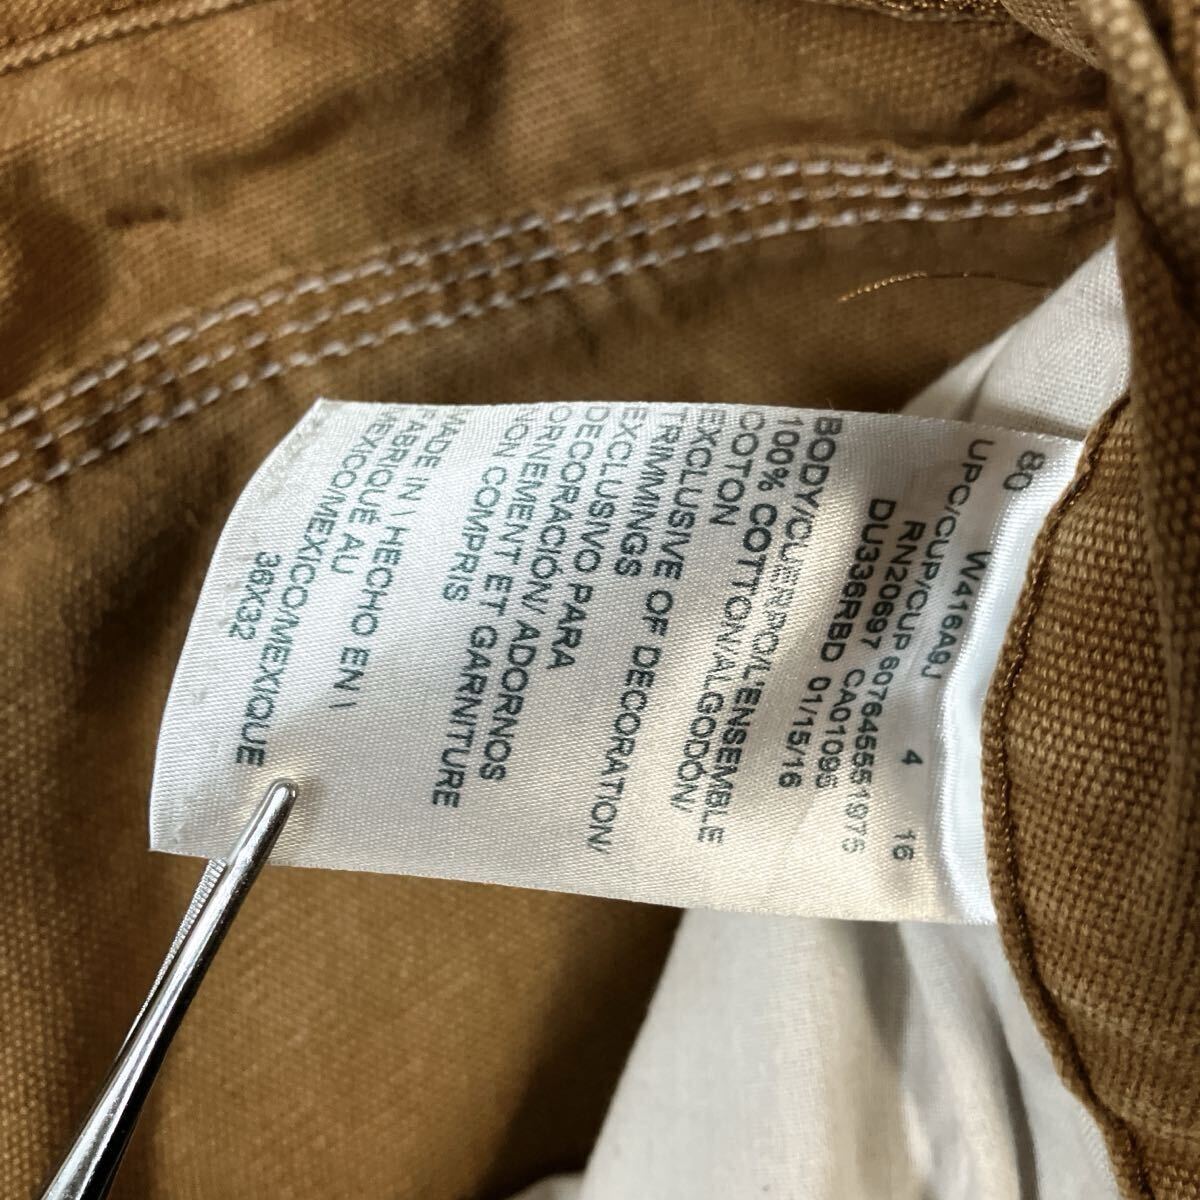 80 W416A9J 4 16
UPC/CUP/CUP 607645551975
RN20697 CA01095
DU336RBD 01/15/16
BODY/CUERPO/L'ENSEMBLE
100% COTTON/ALGODÓN/
COTON
EXCLUSIVE OF DECORATION/
TRIMMINGS
EXCLUSIVO PARA
DECORACIÓN/ADORNOS
ORNEMENT ET GARNITURE
NON COMPRIS
MADE IN \ HECHO EN \
FABRIQUÉ AU
MEXICO/MEXICO/MEXIQUE
36X32